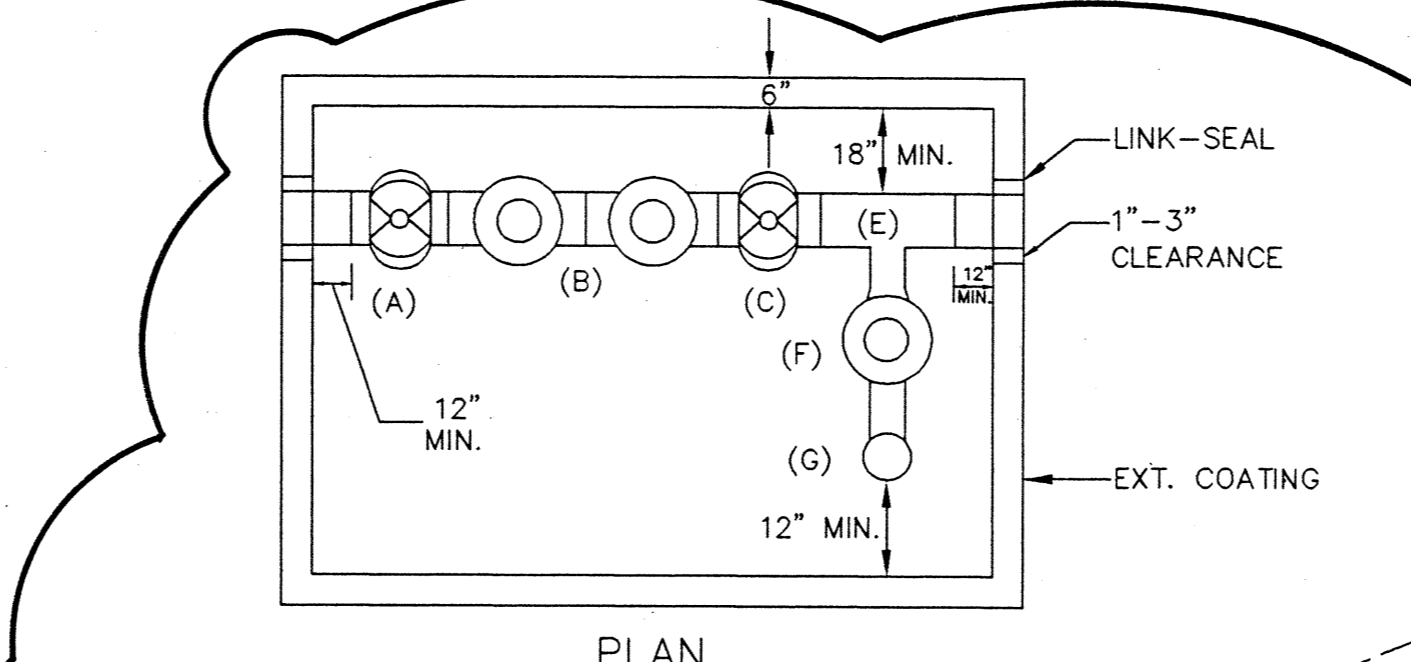 6"
18" MIN.
LINK-SEAL
(E)
1"-3"
CLEARANCE
(A)
(B)
(C)
12"
MIN.
(F)
12"
MIN.
(G)
EXT. COATING
12" MIN.
PLAN